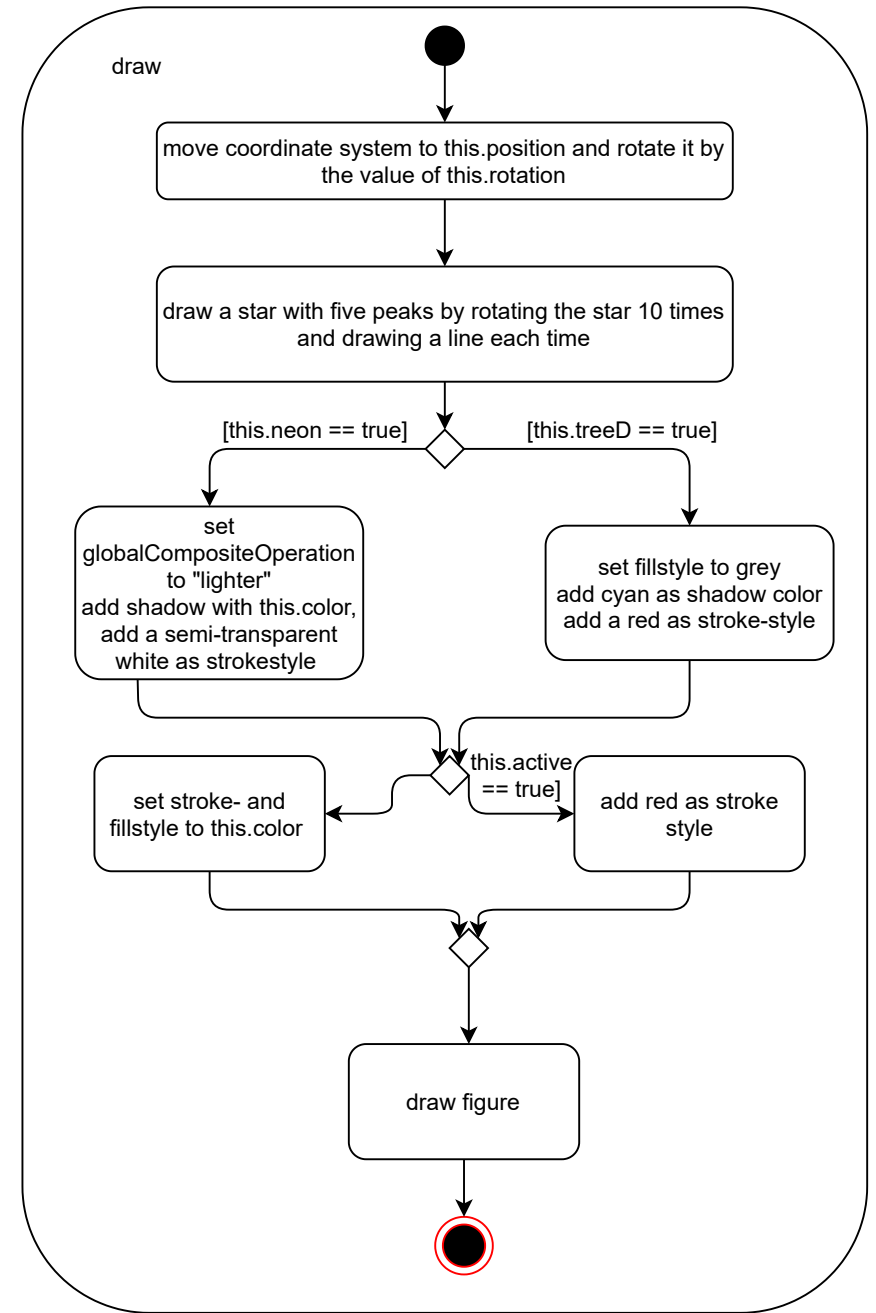 draw
move coordinate system to this.position and rotate it by
the value of this.rotation
draw a star with five peaks by rotating the star 10 times
and drawing a line each time
[this.neon == true]
[this.treeD == true]
set
globalCompositeOperation
to "lighter"
add shadow with this.color,
add a semi-transparent
white as strokestyle
set fillstyle to grey
add cyan as shadow color
add a red as stroke-style
this.active
== true]
set stroke- and
fillstyle to this.color
add red as stroke
style
draw figure